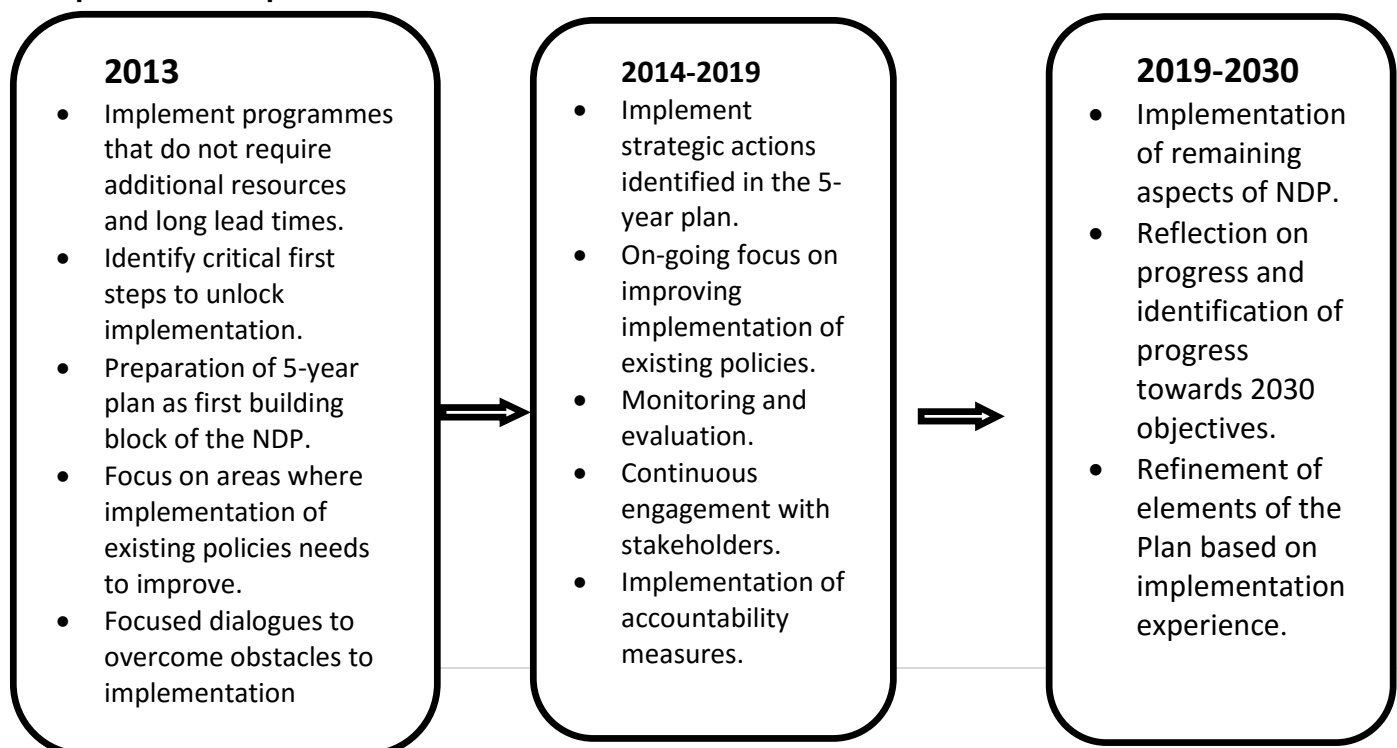 2013
• Implement programmes
that do not require
additional resources
and long lead times.
• Identify critical first
steps to unlock
implementation.
• Preparation of 5-year
plan as first building
block of the NDP.
• Focus on areas where
implementation of
existing policies needs
to improve.
• Focused dialogues to
overcome obstacles to
implementation
2014-2019
• Implement
strategic actions
identified in the 5-
year plan.
• On-going focus on
improving
implementation of
existing policies.
• Monitoring and
evaluation.
• Continuous
engagement with
stakeholders.
• Implementation of
accountability
measures.
2019-2030
• Implementation
of remaining
aspects of NDP.
• Reflection on
progress and
identification of
progress
towards 2030
objectives.
• Refinement of
elements of the
Plan based on
implementation
experience.